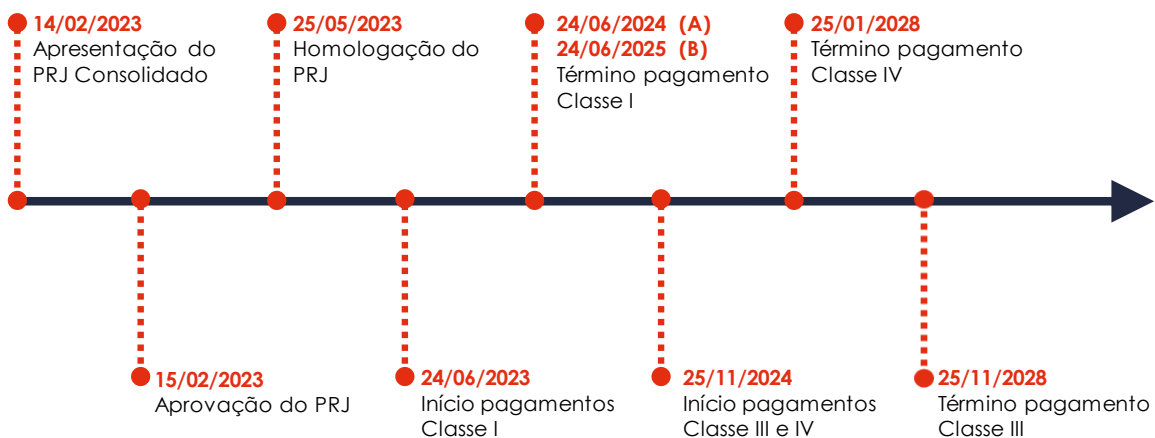 14/02/2023
Apresentação do
PRJ Consolidado
25/05/2023
Homologação do
PRJ
24/06/2024 (A)
24/06/2025 (B)
Término pagamento
Classe I
25/01/2028
Término pagamento
Classe IV
15/02/2023
Aprovação do PRJ
24/06/2023
Início pagamentos
Classe I
25/11/2024
Início pagamentos
Classe III e IV
25/11/2028
Término pagamento
Classe III